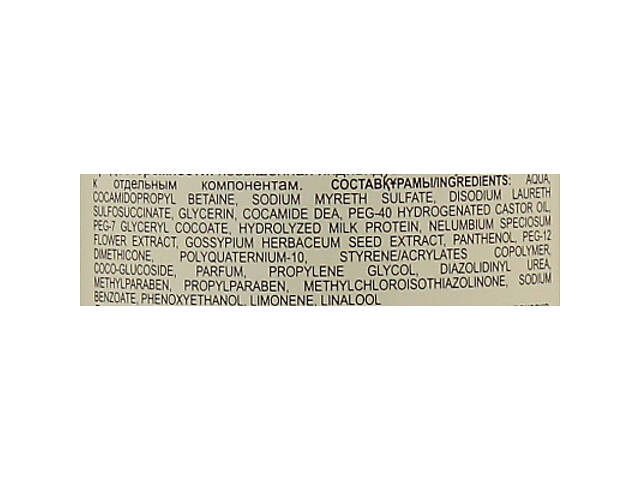 к отдельным компонентам. СОСТАВ/ҚҰРАМЫ/INGREDIENTS: AQUA,
COCAMIDOPROPYL BETAINE, SODIUM MYRETH SULFATE, DISODIUM LAURETH
SULFOSUCCINATE, GLYCERIN, COCAMIDE DEA, PEG-40 HYDROGENATED CASTOR OIL,
PEG-7 GLYCERYL COCOATE, HYDROLYZED MILK PROTEIN, NELUMBIUM SPECIOSUM
FLOWER EXTRACT, GOSSYPIUM HERBACEUM SEED EXTRACT, PANTHENOL, PEG-12
DIMETHICONE, POLYQUATERNIUM-10, STYRENE/ACRYLATES COPOLYMER,
COCO-GLUCOSIDE, PARFUM, PROPYLENE GLYCOL, DIAZOLIDINYL UREA,
METHYLPARABEN, PROPYLPARABEN, METHYLCHLOROISOTHIAZOLINONE, SODIUM
BENZOATE, PHENOXYETHANOL, LIMONENE, LINALOOL